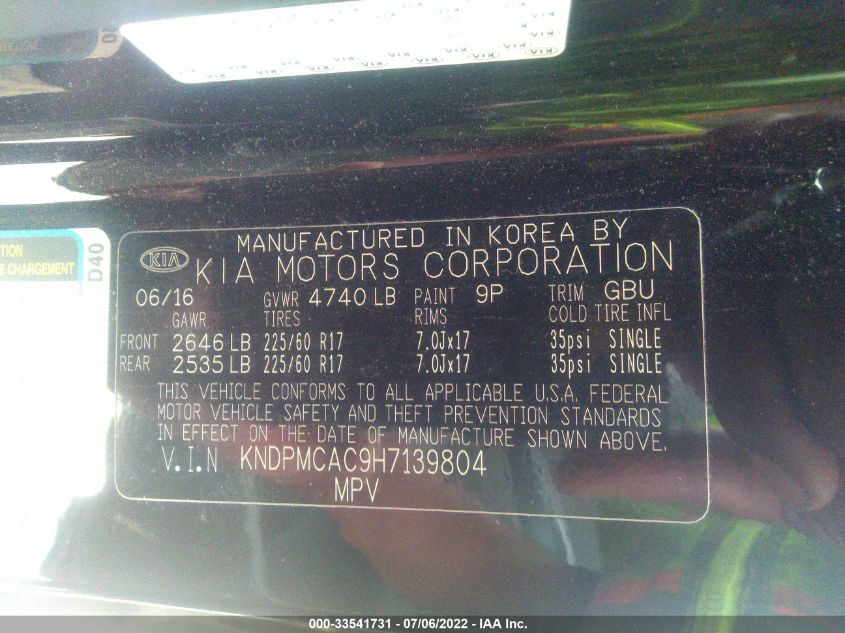 TION
E CHARGEMENT
D40
MANUFACTURED IN KOREA BY
KIA KIA MOTORS CORPORATION
06/16 GVWR 4740 LB PAINT 9P TRIM GBU
GAWR TIRES RIMS COLD TIRE INFL
FRONT 2646 LB 225/60 R17 7.0Jx17 35psi SINGLE
REAR 2535 LB 225/60 R17 7.0Jx17 35psi SINGLE
THIS VEHICLE CONFORMS TO ALL APPLICABLE U.S.A. FEDERAL
MOTOR VEHICLE SAFETY AND THEFT PREVENTION STANDARDS
IN EFFECT ON THE DATE OF MANUFACTURE SHOWN ABOVE.
V.I.N KNDPMCAC9H7139804
MPV
000-33541731 - 07/06/2022 - IAA Inc.